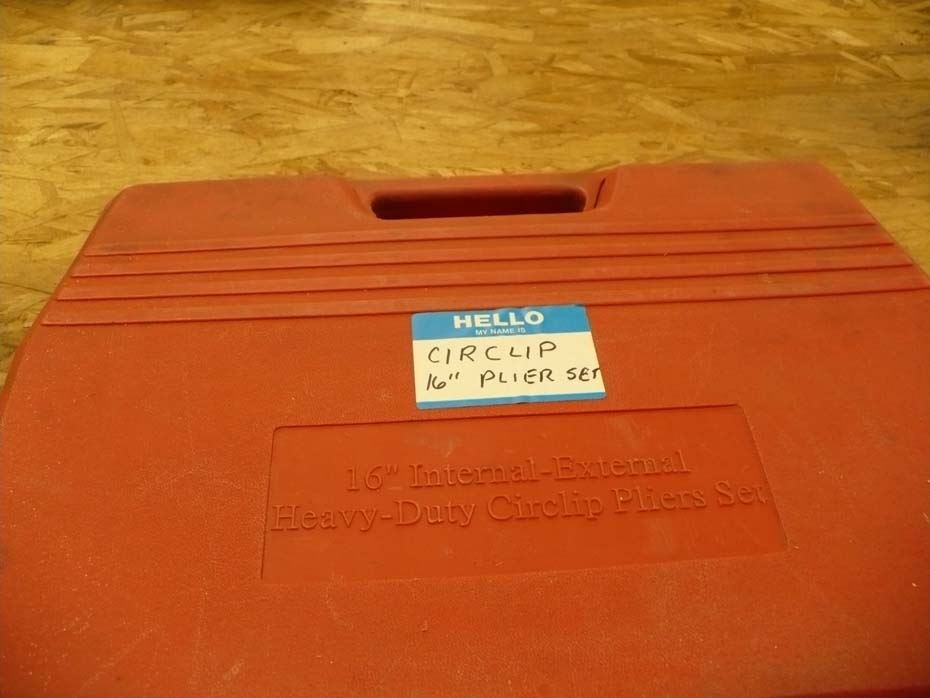 HELLO
MY NAME IS
CIRCLIP
16" PLIER SET
16" Internal-External
Heavy-Duty Circlip Pliers Set